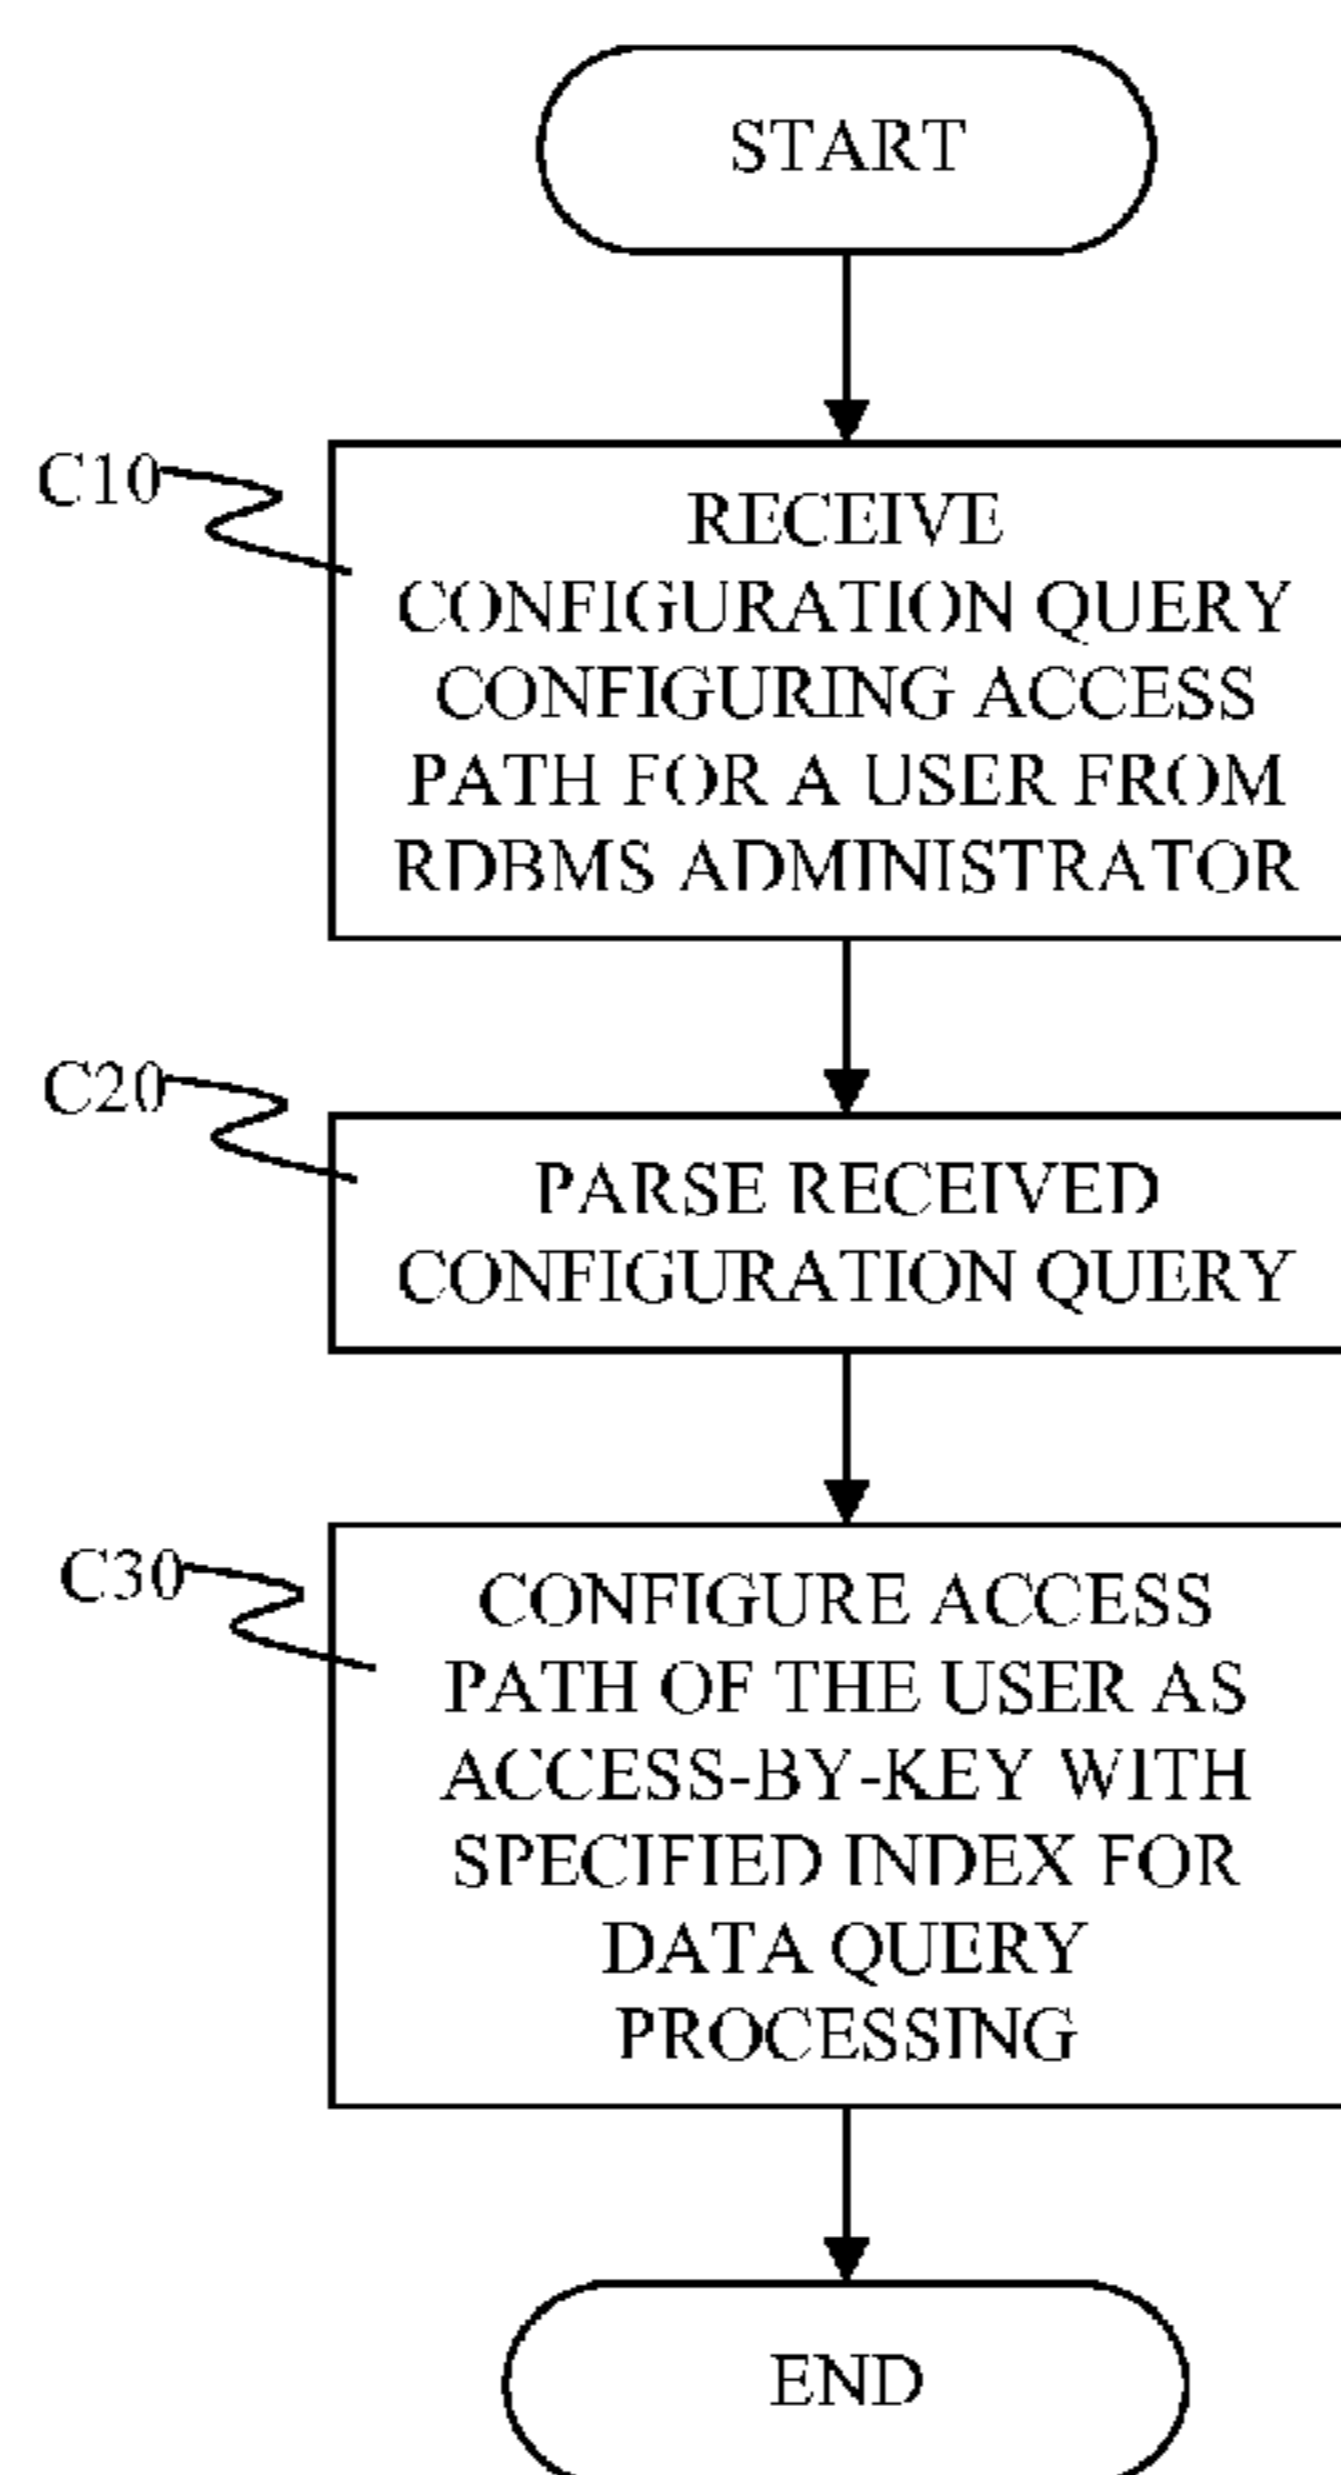 START
C10
RECEIVE
CONFIGURATION QUERY
CONFIGURING ACCESS
PATH FOR A USER FROM
RDBMS ADMINISTRATOR
C20
PARSE RECEIVED
CONFIGURATION QUERY
C30
CONFIGURE ACCESS
PATH OF THE USER AS
ACCESS-BY-KEY WITH
SPECIFIED INDEX FOR
DATA QUERY
PROCESSING
END